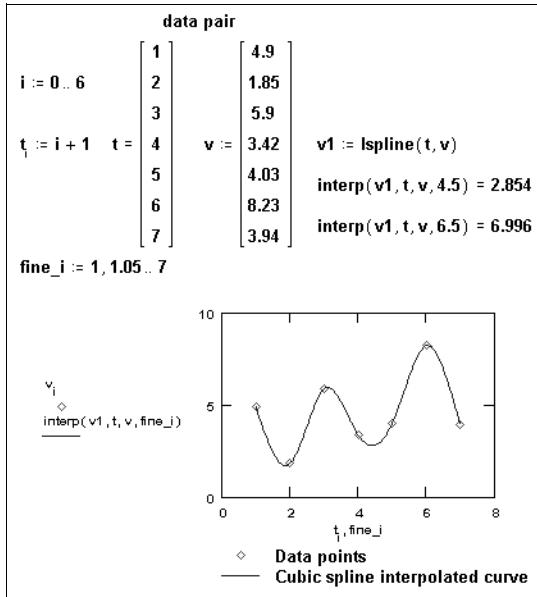 data pair
i := 0 .. 6
t_i := i + 1 t = [1 2 3 4 5 6 7] v := [4.9 1.85 5.9 3.42 4.03 8.23 3.94]
v1 := lspline(t, v)
interp(v1, t, v, 4.5) = 2.854
interp(v1, t, v, 6.5) = 6.996
fine_i := 1, 1.05 .. 7
v_i
interp(v1, t, v, fine_i)
10
5
0
0 2 4 6 8
t_i, fine_i
Data points
Cubic spline interpolated curve